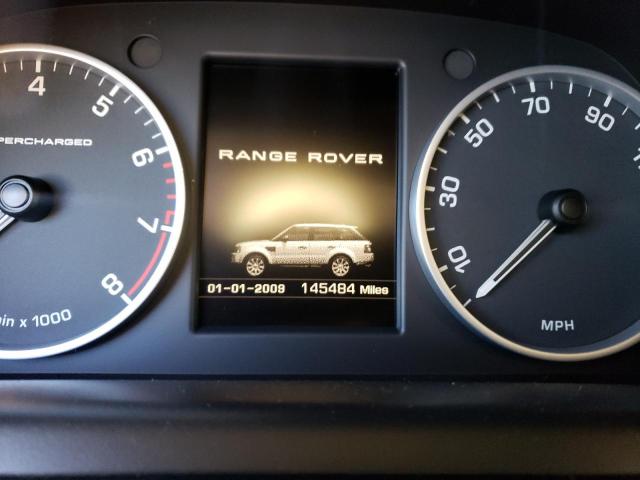 4
5
PERCHARGED
6
7
8
in x 1000
RANGE ROVER
01-01-2009 145484 Miles
10
30
50
70
90
MPH